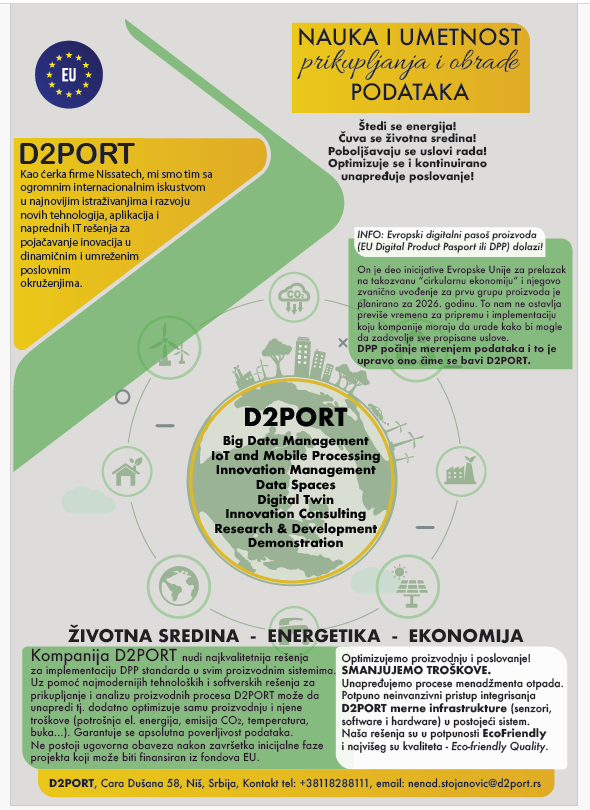 EU
NAUKA I UMETNOST
prikupljanja i obrade
PODATAKA
Štedi se energija!
Čuva se životna sredina!
Poboljšavaju se uslovi rada!
Optimizuje se i kontinuirano
unapređuje poslovanje!
D2PORT
Kao ćerka firme Nissatech, mi smo tim sa
ogromnim internacionalnim iskustvom
u najnovijim istraživanjima i razvoju
novih tehnologija, aplikacija i
naprednih IT rešenja za
pojačavanje inovacija u
dinamičnim i umreženim
poslovnim
okruženjima.
INFO: Evropski digitalni pasoš proizvoda
(EU Digital Product Pasport ili DPP) dolazi!
On je deo inicijative Evropske Unije za prelazak
na takozvanu "cirkularnu ekonomiju" i njegovo
zvanično uvođenje za prvu grupu proizvoda je
planirano za 2026. godinu. To nam ne ostavlja
previše vremena za pripremu i implementaciju
koju kompanije moraju da urade kako bi mogle
da zadovolje sve propisane uslove.
DPP počinje merenjem podataka i to je
upravo ono čime se bavi D2PORT.
CO₂
D2PORT
Big Data Management
IoT and Mobile Processing
Innovation Management
Data Spaces
Digital Twin
Innovation Consulting
Research & Development
Demonstration
ŽIVOTNA SREDINA - ENERGETIKA - EKONOMIJA
Kompanija D2PORT nudi najkvalitetnija rešenja
za implementaciju DPP standarda u svim proizvodnim sistemima.
Uz pomoć najmodernijih tehnoloških i softverskih rešenja za
prikupljanje i analizu proizvodnih procesa D2PORT može da
unapredi tj. dodatno optimizuje samu proizvodnju i njene
troškove (potrošnja el. energije, emisija CO₂, temperatura,
buka...). Garantuje se apsolutna poverljivost podataka.
Ne postoji ugovorna obaveza nakon završetka inicijalne faze
projekta koji može biti finansiran iz fondova EU.
Optimizujemo proizvodnju i poslovanje!
SMANJUJEMO TROŠKOVE.
Unapređujemo procese menadžmenta otpada.
Potpuno neinvanzivni pristup integrisanja
D2PORT merne infrastrukture (senzori,
software i hardware) u postojeći sistem.
Naša rešenja su u potpunosti EcoFriendly
i najvišeg su kvaliteta - Eco-friendly Quality.
D2PORT, Cara Dušana 58, Niš, Srbija, Kontakt tel: +38118288111, email: nenad.stojanovic@d2port.rs